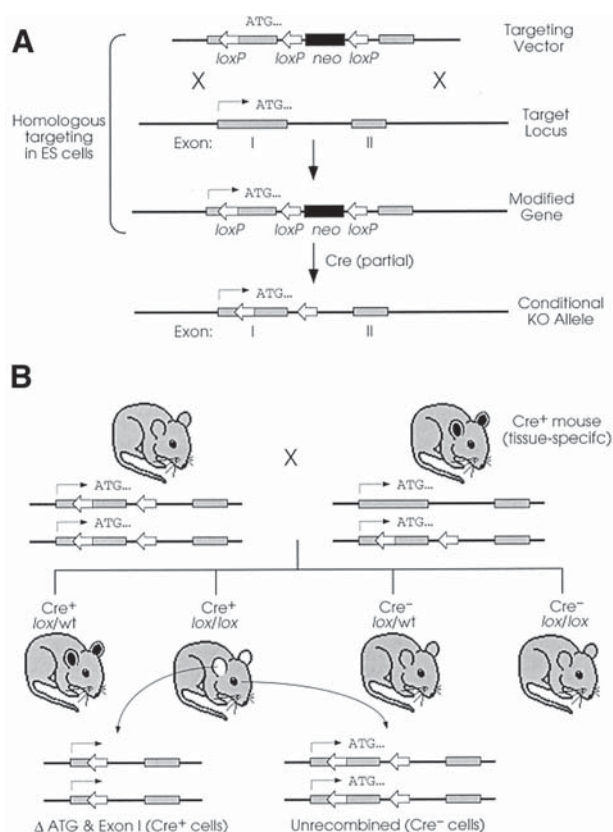 A
ATG...
Targeting
Vector
loxP
loxP neo loxP
X
X
Homologous
targeting
in ES cells
ATG...
Target
Locus
Exon:
I
II
ATG...
Modified
Gene
loxP
loxP neo loxP
Cre (partial)
ATG...
Conditional
KO Allele
Exon:
I
II
B
Cre+ mouse
(tissue-specifc)
X
ATG...
ATG...
ATG...
ATG...
Cre+
lox/wt
Cre+
lox/lox
Cre-
lox/wt
Cre-
lox/lox
ATG...
ATG...
Δ ATG & Exon I (Cre+ cells)
Unrecombined (Cre- cells)